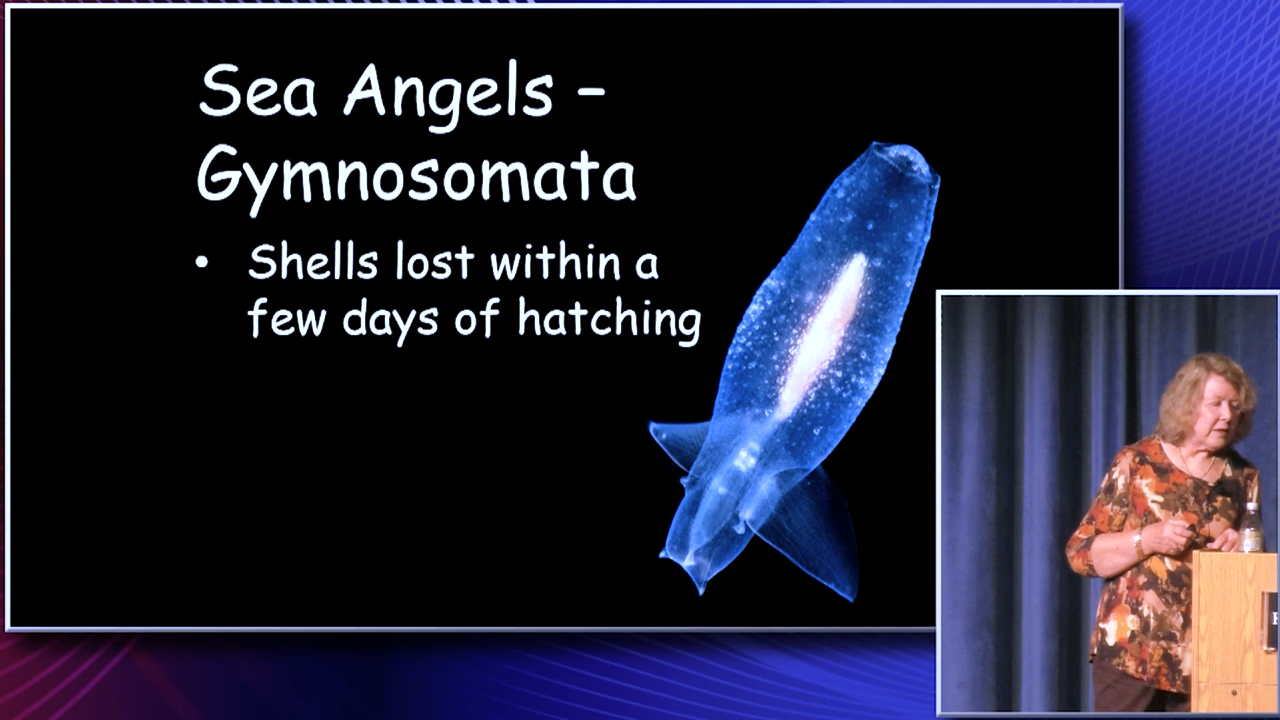 Sea Angels –
Gymnosomata
• Shells lost within a
few days of hatching